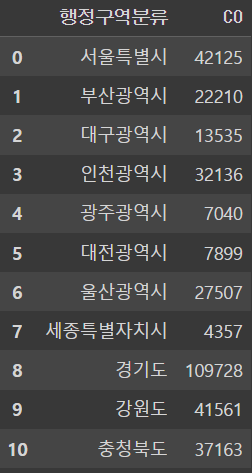 행정구역분류 CO
0 서울특별시 42125
1 부산광역시 22210
2 대구광역시 13535
3 인천광역시 32136
4 광주광역시 7040
5 대전광역시 7899
6 울산광역시 27507
7 세종특별자치시 4357
8 경기도 109728
9 강원도 41561
10 충청북도 37163